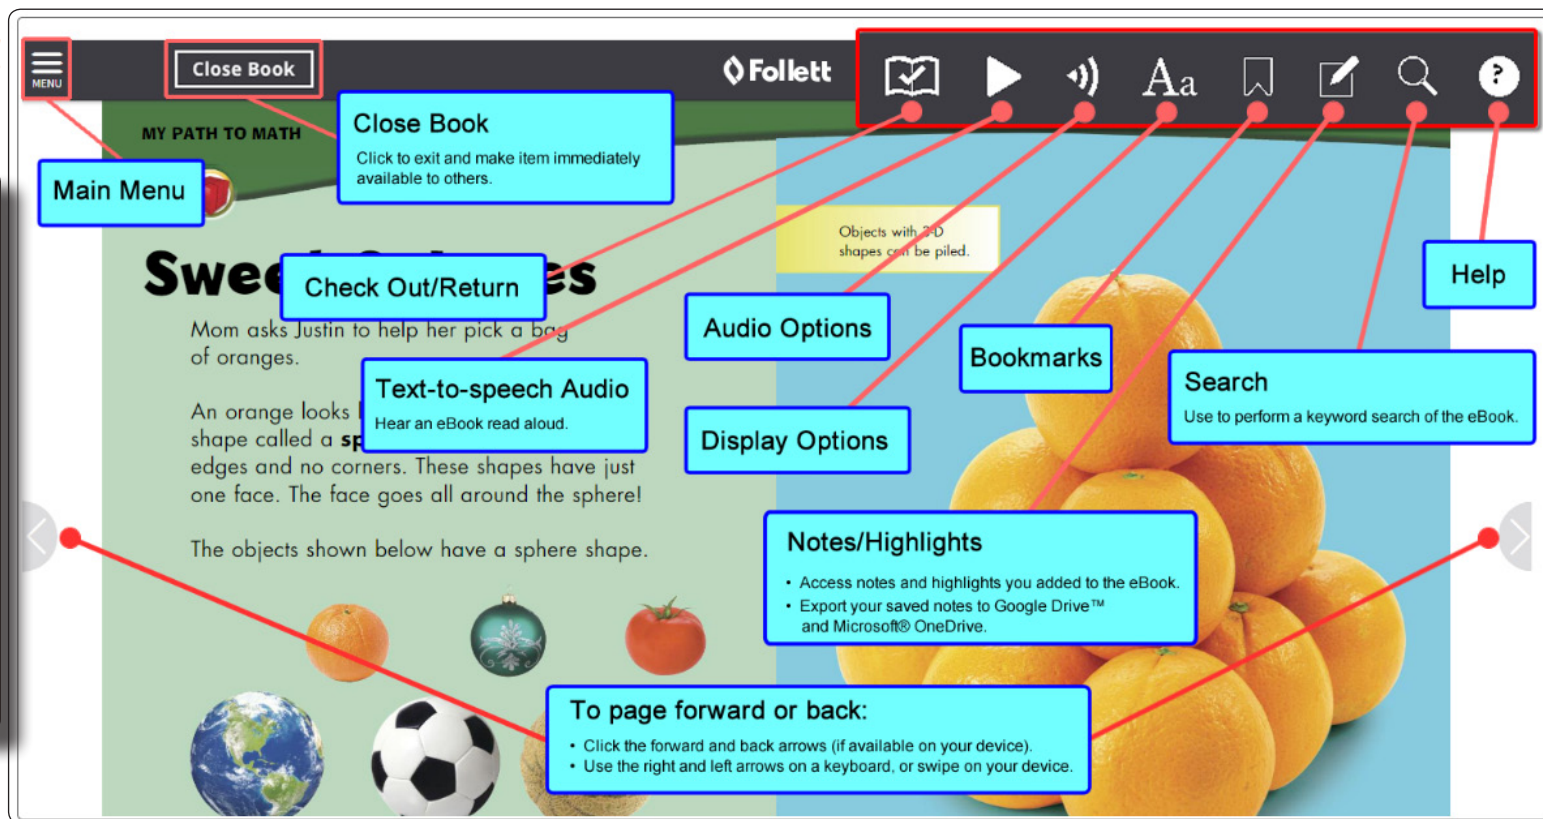 MENU
Close Book
Follett
Aa
?
MY PATH TO MATH
Main Menu
Close Book
Click to exit and make item immediately
available to others.
Objects with 3-D
shapes can be piled.
Help
Check Out/Return
Audio Options
Bookmarks
Mom asks Justin to help her pick a bag
of oranges.
Text-to-speech Audio
Hear an eBook read aloud.
Search
Use to perform a keyword search of the eBook.
Display Options
An orange looks
shape called a
edges and no corners. These shapes have just
one face. The face goes all around the sphere!
Notes/Highlights
• Access notes and highlights you added to the eBook.
• Export your saved notes to Google Drive™
and Microsoft® OneDrive.
The objects shown below have a sphere shape.
To page forward or back:
• Click the forward and back arrows (if available on your device).
• Use the right and left arrows on a keyboard, or swipe on your device.